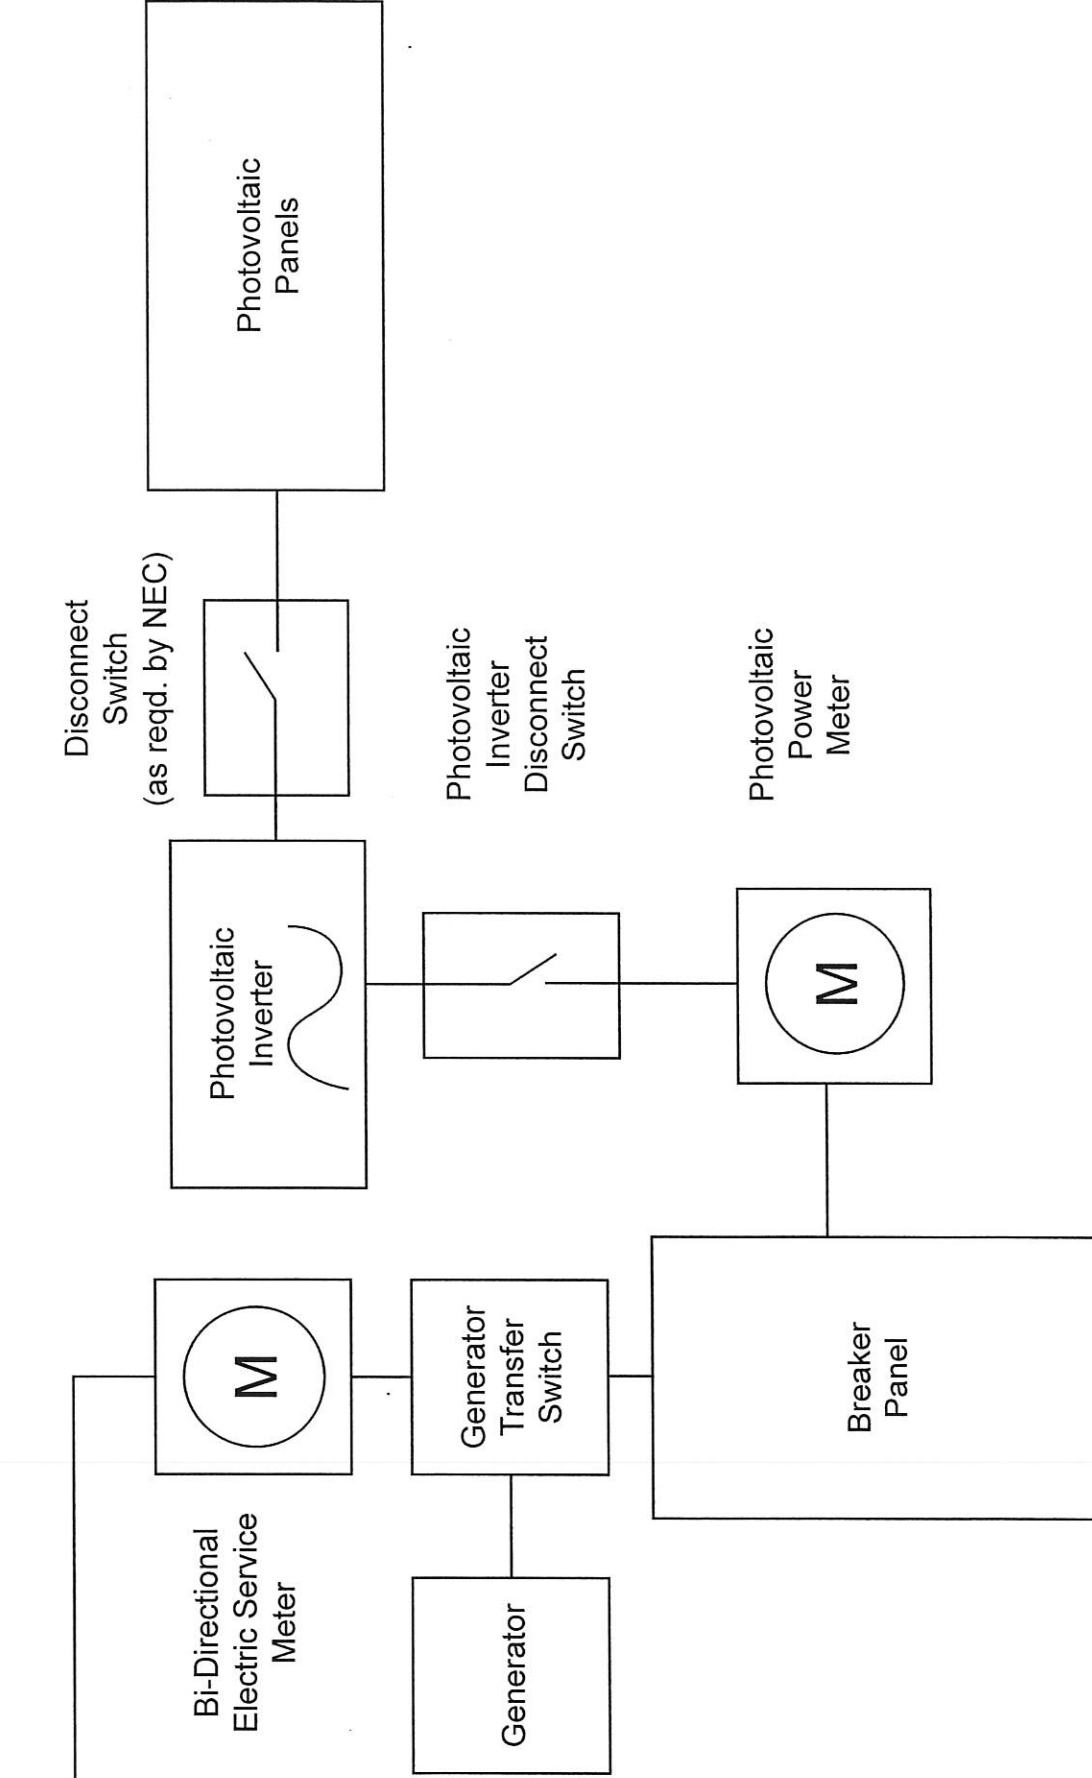 Bi-Directional
Electric Service
Meter
M
Photovoltaic
Inverter
Disconnect
Switch
(as reqd. by NEC)
Photovoltaic
Panels
Generator
Generator
Transfer
Switch
Photovoltaic
Inverter
Disconnect
Switch
Breaker
Panel
M
Photovoltaic
Power
Meter